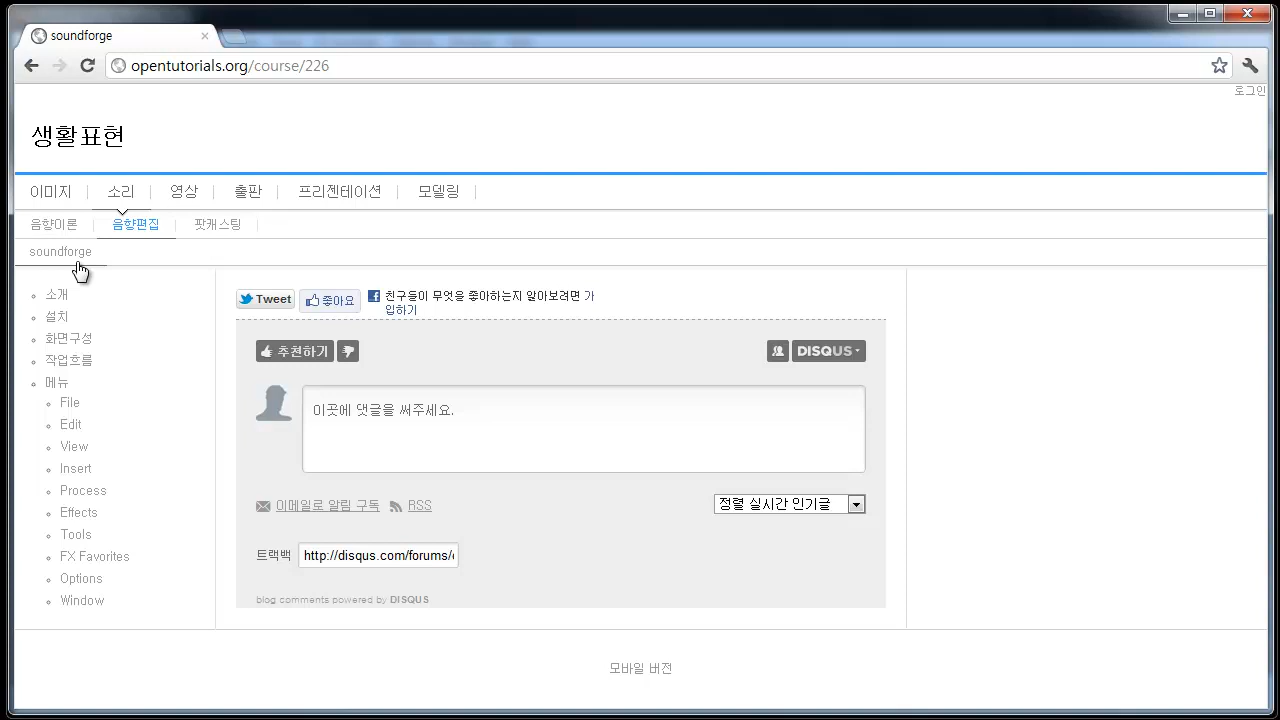 soundforge
opentutorials.org/course/226
로그인
생활표현
이미지 소리 영상 출판 프리젠테이션 모델링
음향이론 음향편집 팟캐스팅
soundforge
소개
설치
화면구성
작업흐름
메뉴
File
Edit
View
Insert
Process
Effects
Tools
FX Favorites
Options
Window
Tweet 좋아요 친구들이 무엇을 좋아하는지 알아보려면 가
입하기
추천하기 DISQUS
이곳에 댓글을 써주세요.
이메일로 알림 구독 RSS 정렬 실시간 인기글
트랙백 http://disqus.com/forums/
blog comments powered by DISQUS
모바일 버전